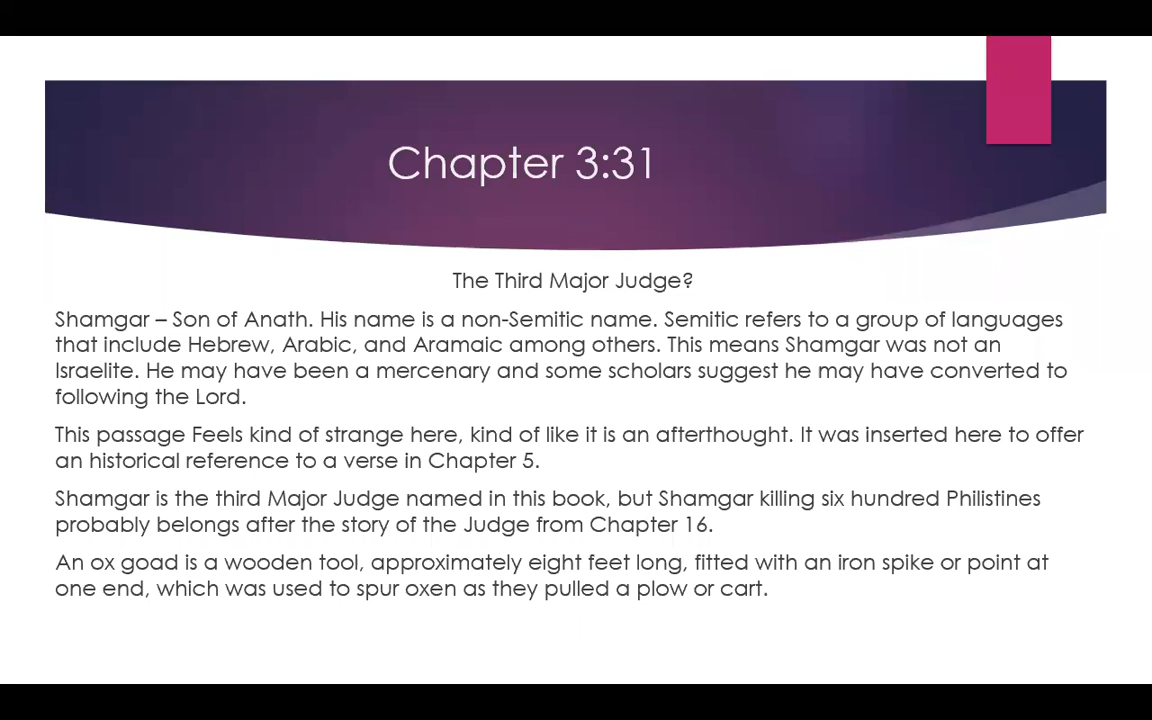 Chapter 3:31
The Third Major Judge?
Shamgar – Son of Anath. His name is a non-Semitic name. Semitic refers to a group of languages
that include Hebrew, Arabic, and Aramaic among others. This means Shamgar was not an
Israelite. He may have been a mercenary and some scholars suggest he may have converted to
following the Lord.
This passage Feels kind of strange here, kind of like it is an afterthought. It was inserted here to offer
an historical reference to a verse in Chapter 5.
Shamgar is the third Major Judge named in this book, but Shamgar killing six hundred Philistines
probably belongs after the story of the Judge from Chapter 16.
An ox goad is a wooden tool, approximately eight feet long, fitted with an iron spike or point at
one end, which was used to spur oxen as they pulled a plow or cart.